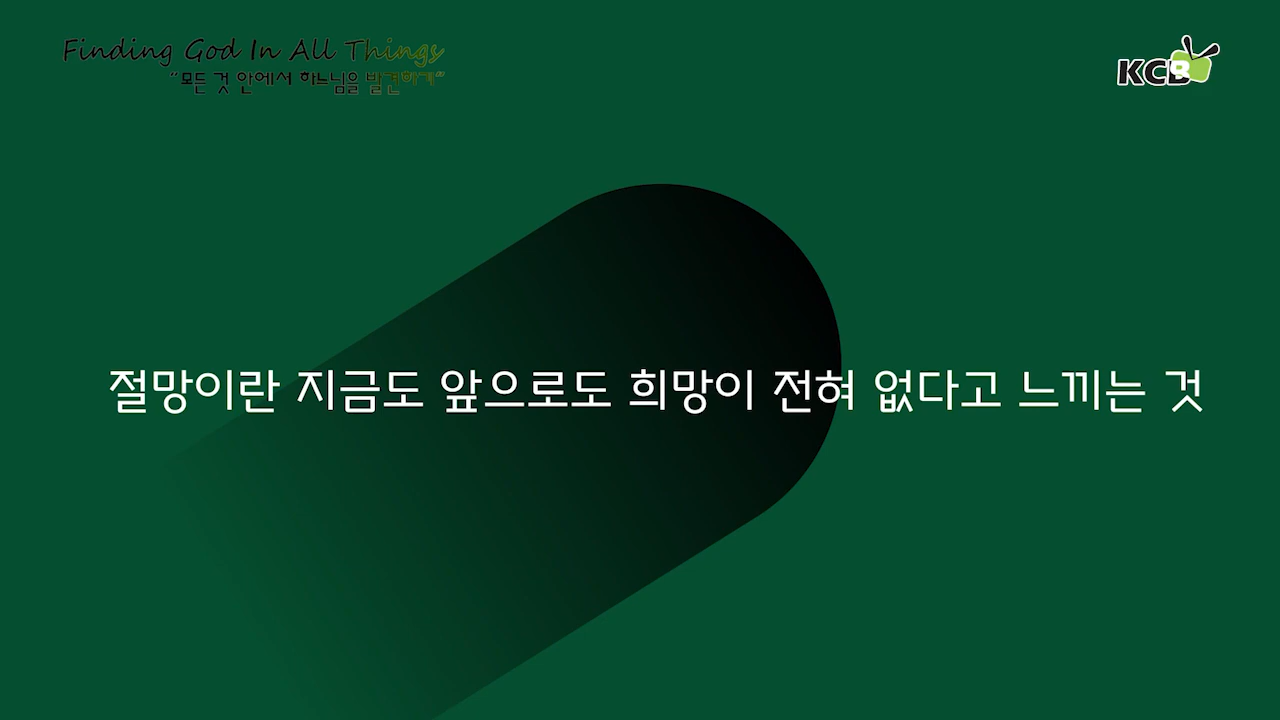 Finding God In All Things
“모든 것 안에서 하느님을 발견하기”
KCB
절망이란 지금도 앞으로도 희망이 전혀 없다고 느끼는 것